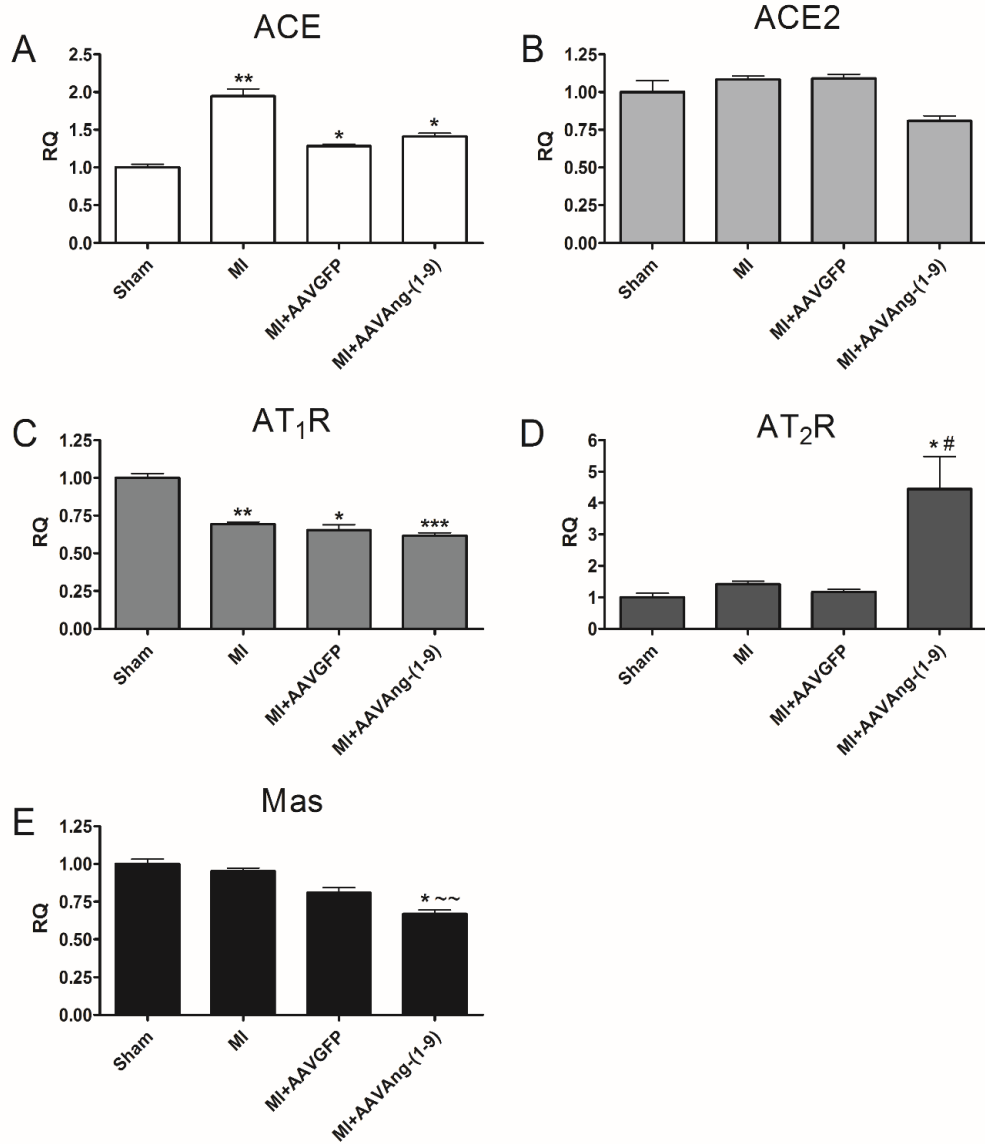 A
ACE
2.5
2.0
1.5
1.0
0.5
0.0
RQ
**
*
*
Sham
MI
MI+AAVGFP
MI+AAVAng-(1-9)
B
ACE2
1.25
1.00
0.75
0.50
0.25
0.00
RQ
Sham
MI
MI+AAVGFP
MI+AAVAng-(1-9)
C
AT₁R
1.25
1.00
0.75
0.50
0.25
0.00
RQ
**
*
***
Sham
MI
MI+AAVGFP
MI+AAVAng-(1-9)
D
AT₂R
6
5
4
3
2
1
0
RQ
* #
Sham
MI
MI+AAVGFP
MI+AAVAng-(1-9)
E
Mas
1.25
1.00
0.75
0.50
0.25
0.00
RQ
* ~~
Sham
MI
MI+AAVGFP
MI+AAVAng-(1-9)